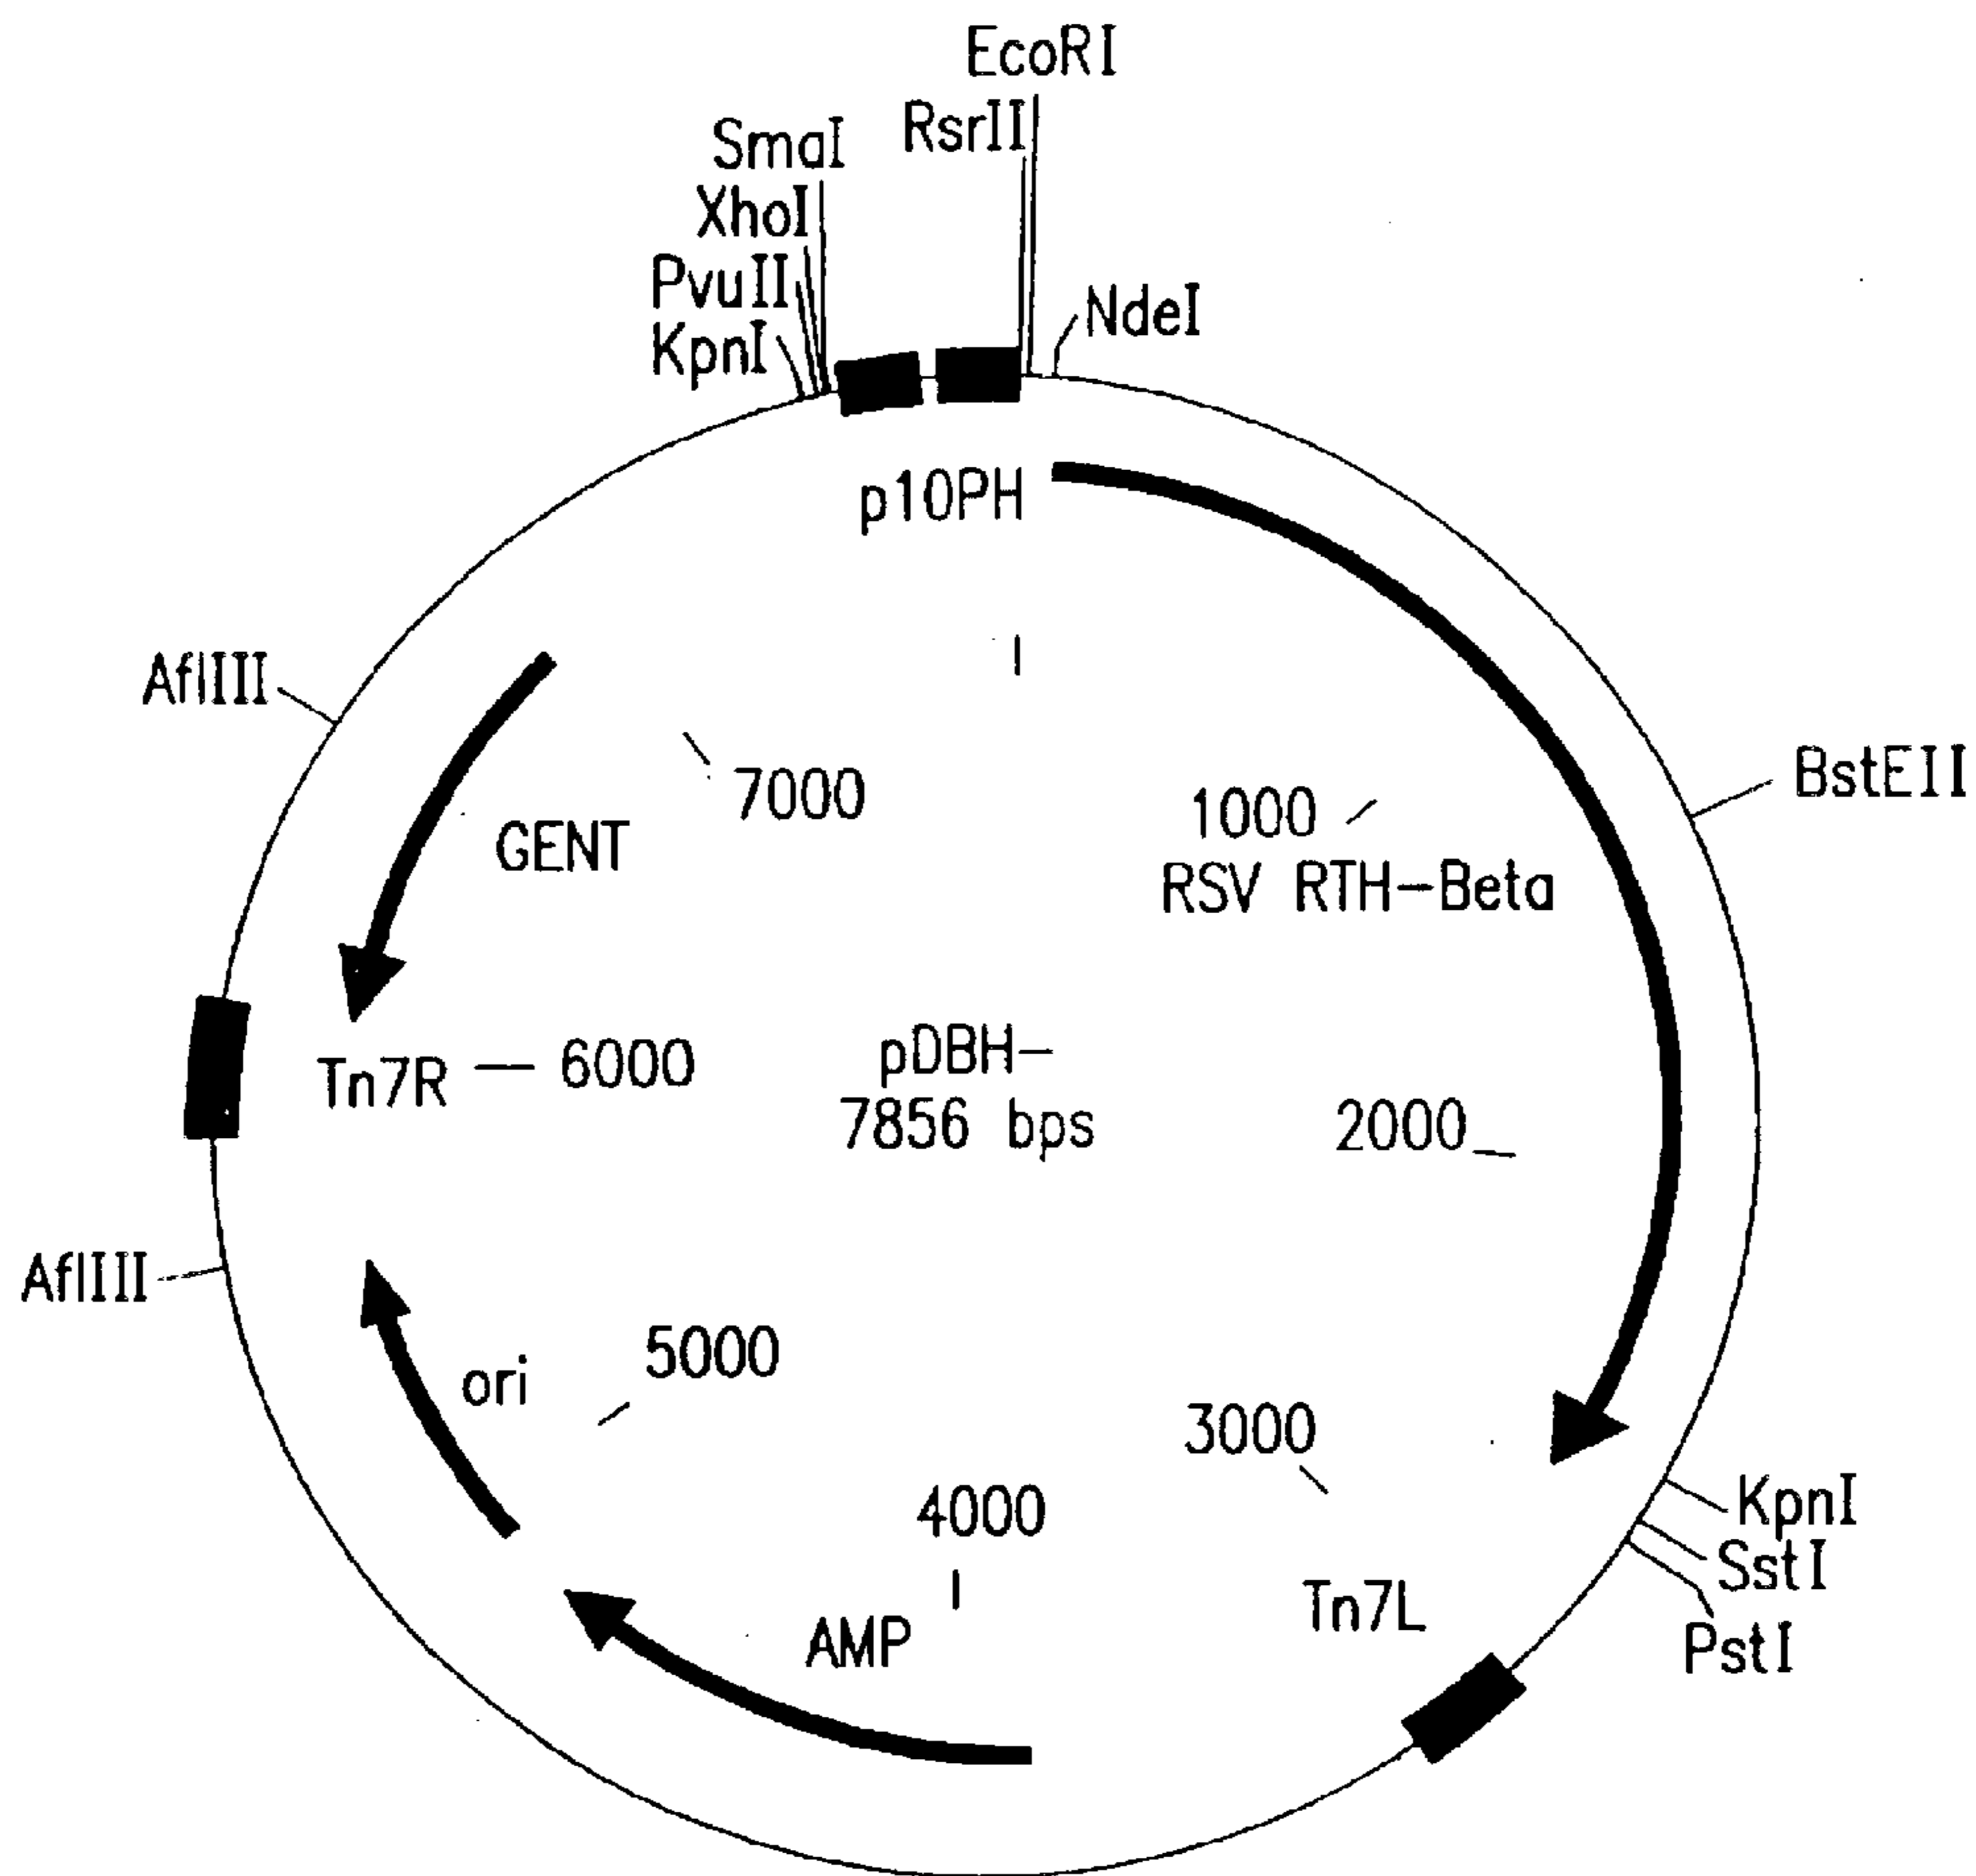 EcoRI
RsrII
SmaI
XhoI
PvuII
KpnI
NdeI
p10PH
AflIII
7000
GENT
1000
BstEII
RSV RTH-Beta
Tn7R
6000
pDBH-
7856 bps
2000
AflIII
5000
ori
3000
4000
KpnI
SstI
PstI
Tn7L
AMP